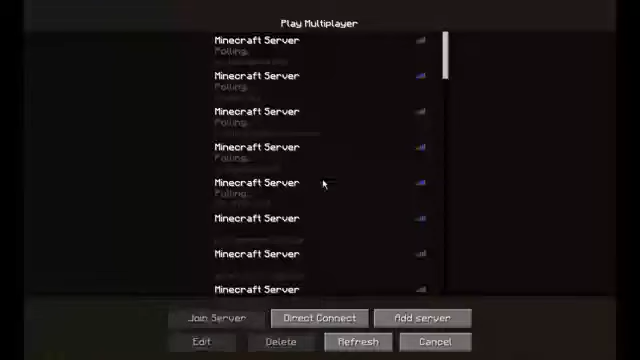 Play Multiplayer
Minecraft Server
Polling..
Minecraft Server
Polling..
Minecraft Server
Polling..
Minecraft Server
Polling..
Minecraft Server
Polling..
Minecraft Server
Minecraft Server
Minecraft Server
Join Server Direct Connect Add server
Edit Delete Refresh Cancel